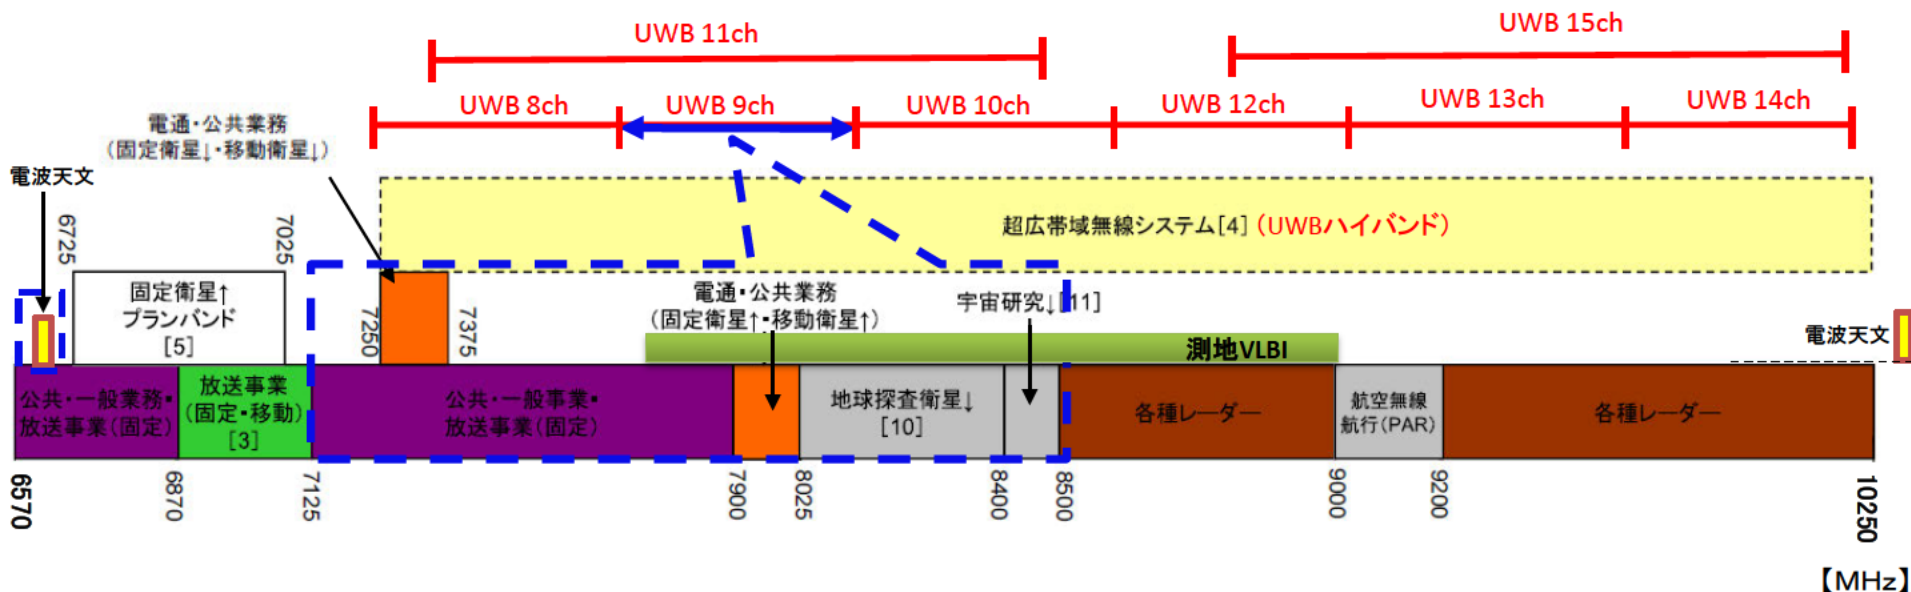 UWB 11ch
UWB 15ch
UWB 8ch
UWB 9ch
UWB 10ch
UWB 12ch
UWB 13ch
UWB 14ch
電通・公共業務
(固定衛星↓・移動衛星↓)
電波天文
6725
7025
超広帯域無線システム[4](UWBハイバンド)
固定衛星↑
プランバンド
[5]
7250
7375
電通・公共業務
(固定衛星↑・移動衛星↑)
宇宙研究↓[11]
測地VLBI
電波天文
公共・一般業務・
放送事業(固定)
放送事業
(固定・移動)
[3]
公共・一般事業・
放送事業(固定)
地球探査衛星↓
[10]
各種レーダー
航空無線
航行(PAR)
各種レーダー
6570
6870
7125
7900
8025
8400
8500
9000
9200
10250
【MHz】